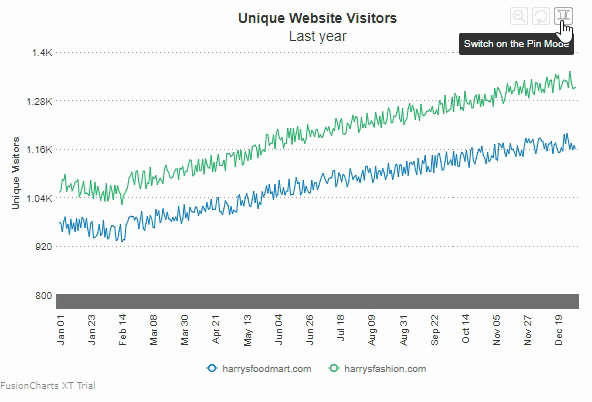 Unique Website Visitors
Last year
Switch on the Pin Mode
1.4K
1.28K
1.16K
1.04K
920
800
Unique Visitors
Jan 01
Jan 23
Feb 14
Mar 08
Mar 30
Apr 21
May 13
Jun 04
Jun 26
Jul 18
Aug 09
Aug 31
Sep 22
Oct 14
Nov 05
Nov 27
Dec 19
harrysfoodmart.com
harrysfashion.com
FusionCharts XT Trial